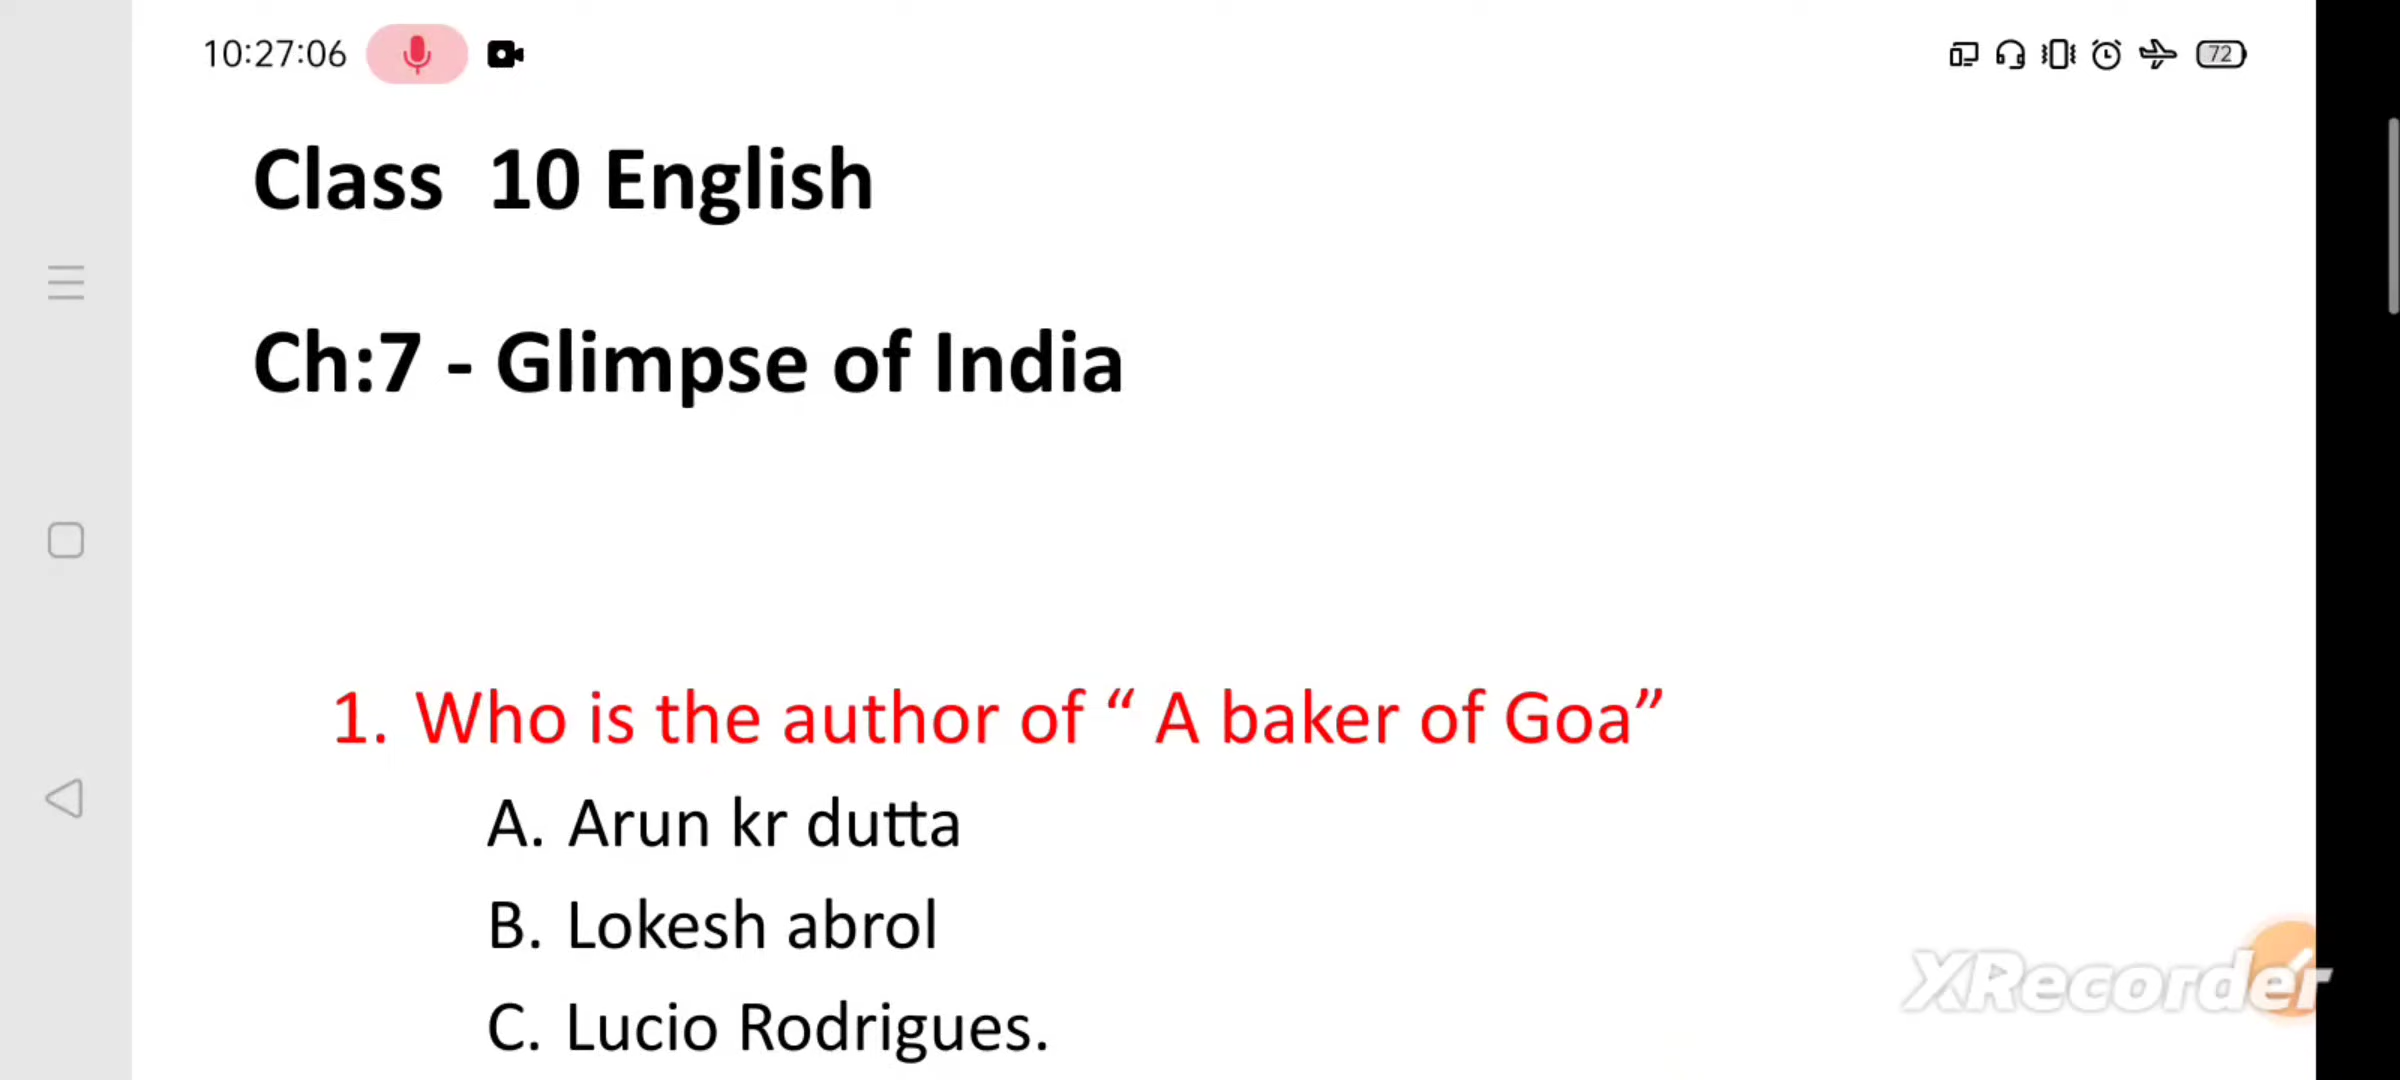 10:27:06
72
Class 10 English
Ch:7 - Glimpse of India
1. Who is the author of “ A baker of Goa”
A. Arun kr dutta
B. Lokesh abrol
C. Lucio Rodrigues.
XRecorder